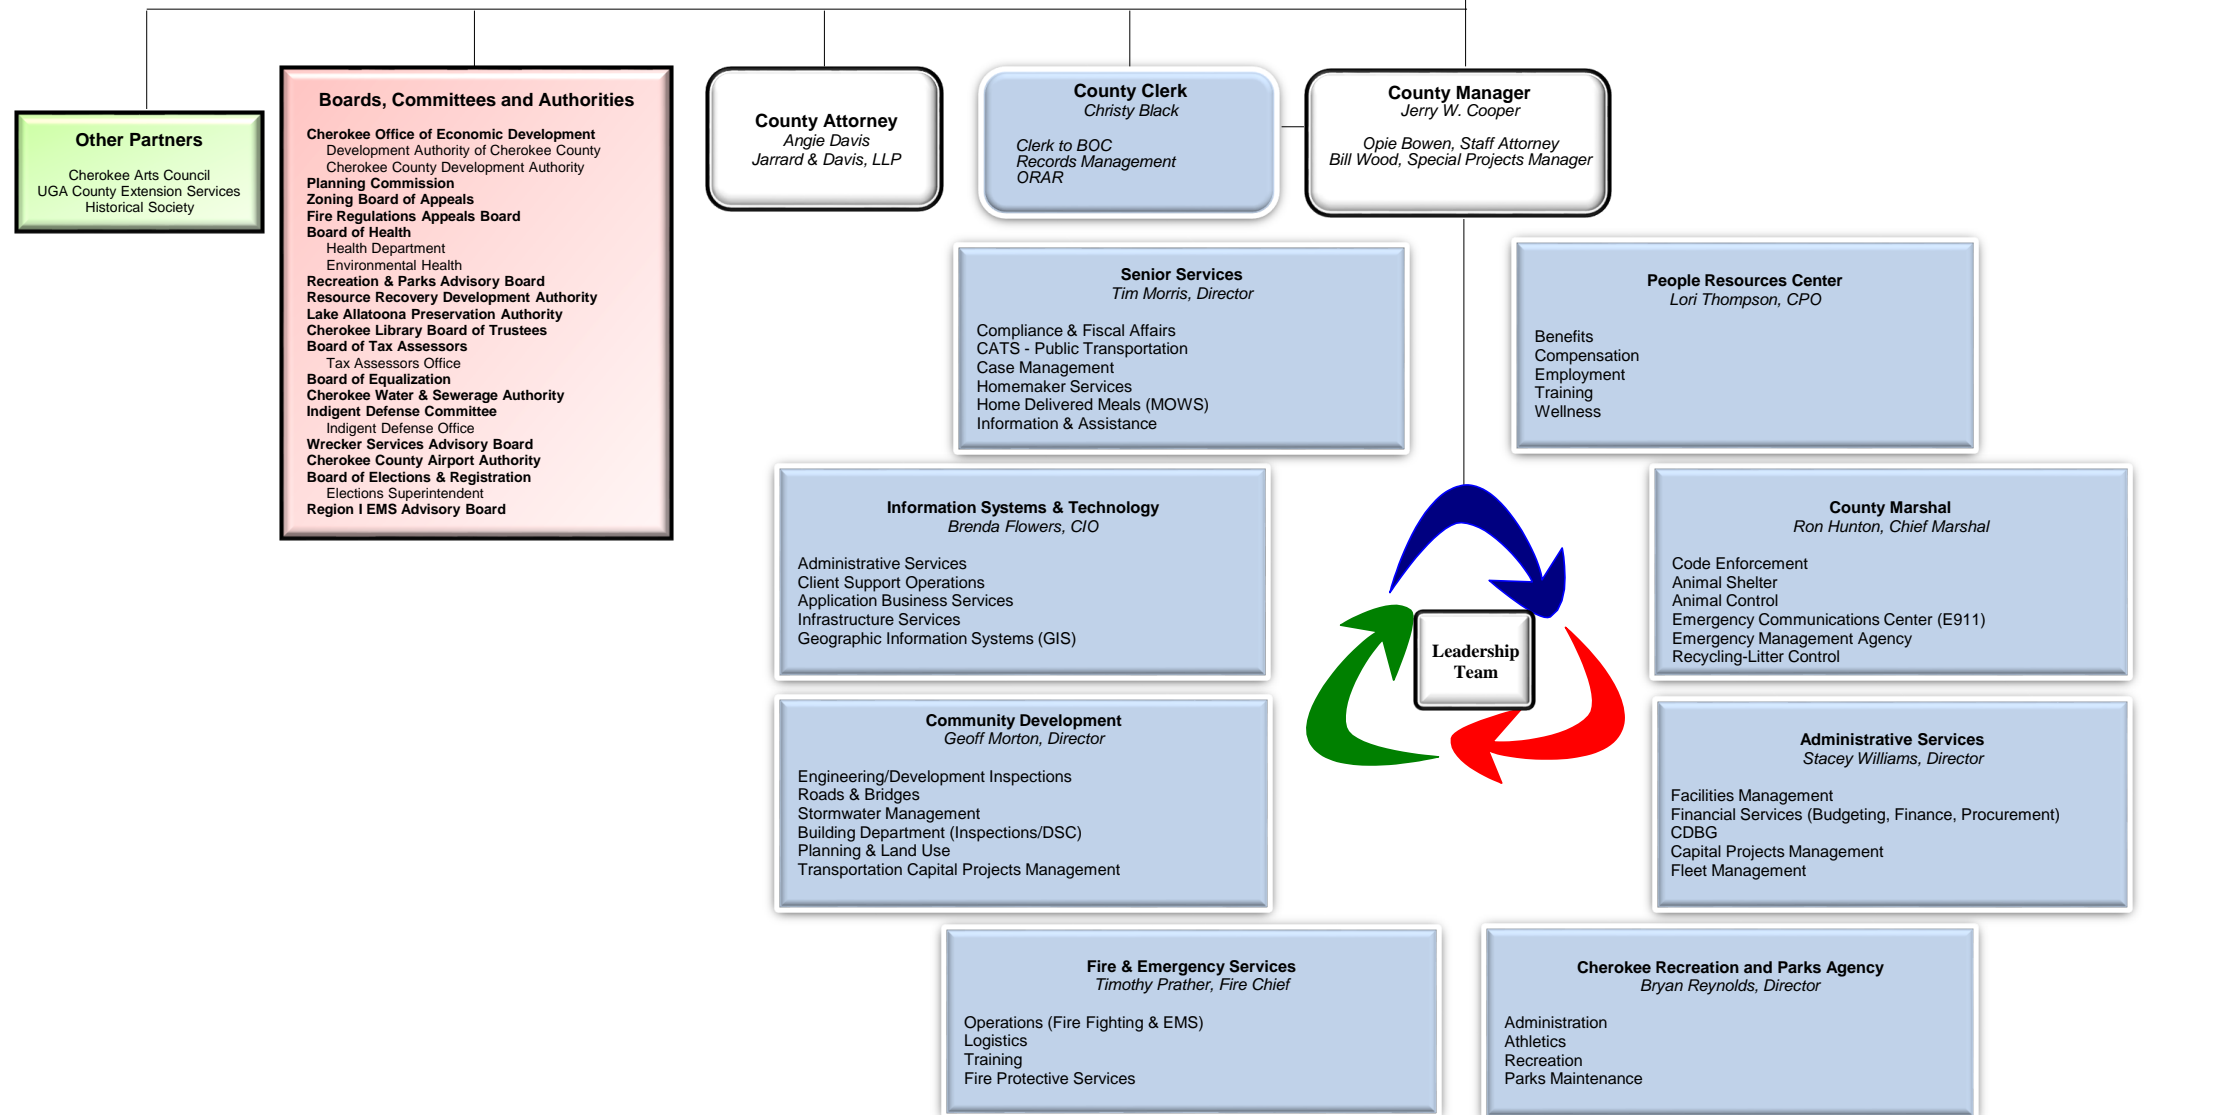 Other Partners
Cherokee Arts Council
UGA County Extension Services
Historical Society
Boards, Committees and Authorities
Cherokee Office of Economic Development
Development Authority of Cherokee County
Cherokee County Development Authority
Planning Commission
Zoning Board of Appeals
Fire Regulations Appeals Board
Board of Health
Health Department
Environmental Health
Recreation & Parks Advisory Board
Resource Recovery Development Authority
Lake Allatoona Preservation Authority
Cherokee Library Board of Trustees
Board of Tax Assessors
Tax Assessors Office
Board of Equalization
Cherokee Water & Sewerage Authority
Indigent Defense Committee
Indigent Defense Office
Wrecker Services Advisory Board
Cherokee County Airport Authority
Board of Elections & Registration
Elections Superintendent
Region I EMS Advisory Board
County Attorney
Angie Davis
Jarrard & Davis, LLP
County Clerk
Christy Black
Clerk to BOC
Records Management
ORAR
County Manager
Jerry W. Cooper
Opie Bowen, Staff Attorney
Bill Wood, Special Projects Manager
Senior Services
Tim Morris, Director
Compliance & Fiscal Affairs
CATS - Public Transportation
Case Management
Homemaker Services
Home Delivered Meals (MOWS)
Information & Assistance
People Resources Center
Lori Thompson, CPO
Benefits
Compensation
Employment
Training
Wellness
Information Systems & Technology
Brenda Flowers, CIO
Administrative Services
Client Support Operations
Application Business Services
Infrastructure Services
Geographic Information Systems (GIS)
County Marshal
Ron Hunton, Chief Marshal
Code Enforcement
Animal Shelter
Animal Control
Emergency Communications Center (E911)
Emergency Management Agency
Recycling-Litter Control
Leadership
Team
Community Development
Geoff Morton, Director
Engineering/Development Inspections
Roads & Bridges
Stormwater Management
Building Department (Inspections/DSC)
Planning & Land Use
Transportation Capital Projects Management
Administrative Services
Stacey Williams, Director
Facilities Management
Financial Services (Budgeting, Finance, Procurement)
CDBG
Capital Projects Management
Fleet Management
Fire & Emergency Services
Timothy Prather, Fire Chief
Operations (Fire Fighting & EMS)
Logistics
Training
Fire Protective Services
Cherokee Recreation and Parks Agency
Bryan Reynolds, Director
Administration
Athletics
Recreation
Parks Maintenance